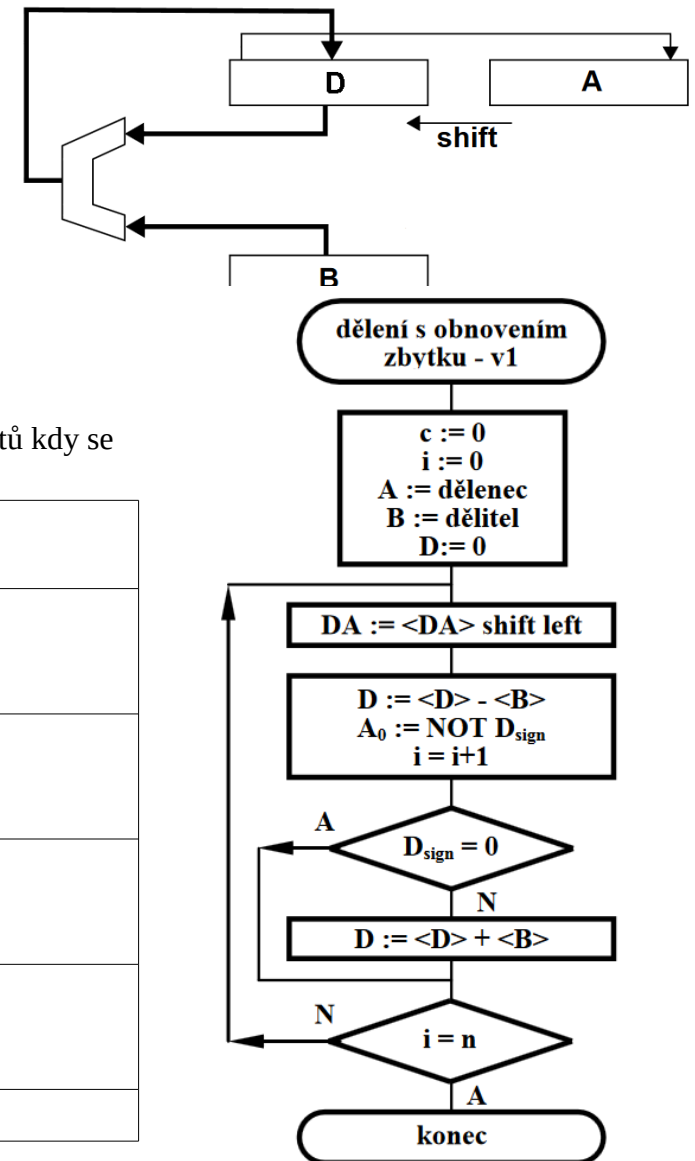 D
A
shift
B
dělení s obnovením
zbytku - v1
c := 0
i := 0
A := dělenec
B := dělitel
D:= 0
tů kdy se
DA := <DA> shift left
D := <D> - <B>
A₀ := NOT Dsign
i = i+1
A
Dsign = 0
N
D := <D> + <B>
N
i = n
A
konec